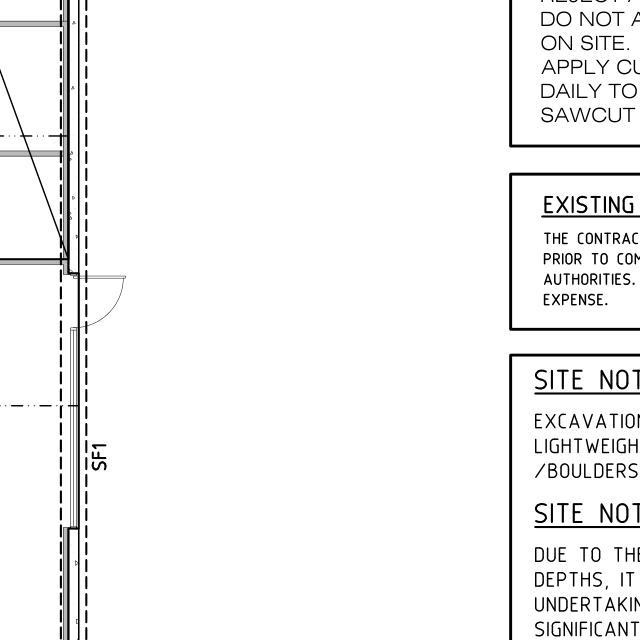 DO NOT A
ON SITE.
APPLY CU
DAILY TO
SAWCUT
EXISTING
THE CONTRAC
PRIOR TO COM
AUTHORITIES.
EXPENSE.
SF1
SITE NOT
EXCAVATION
LIGHTWEIGH
/BOULDERS
SITE NOT
DUE TO THE
DEPTHS, IT
UNDERTAKIN
SIGNIFICANT